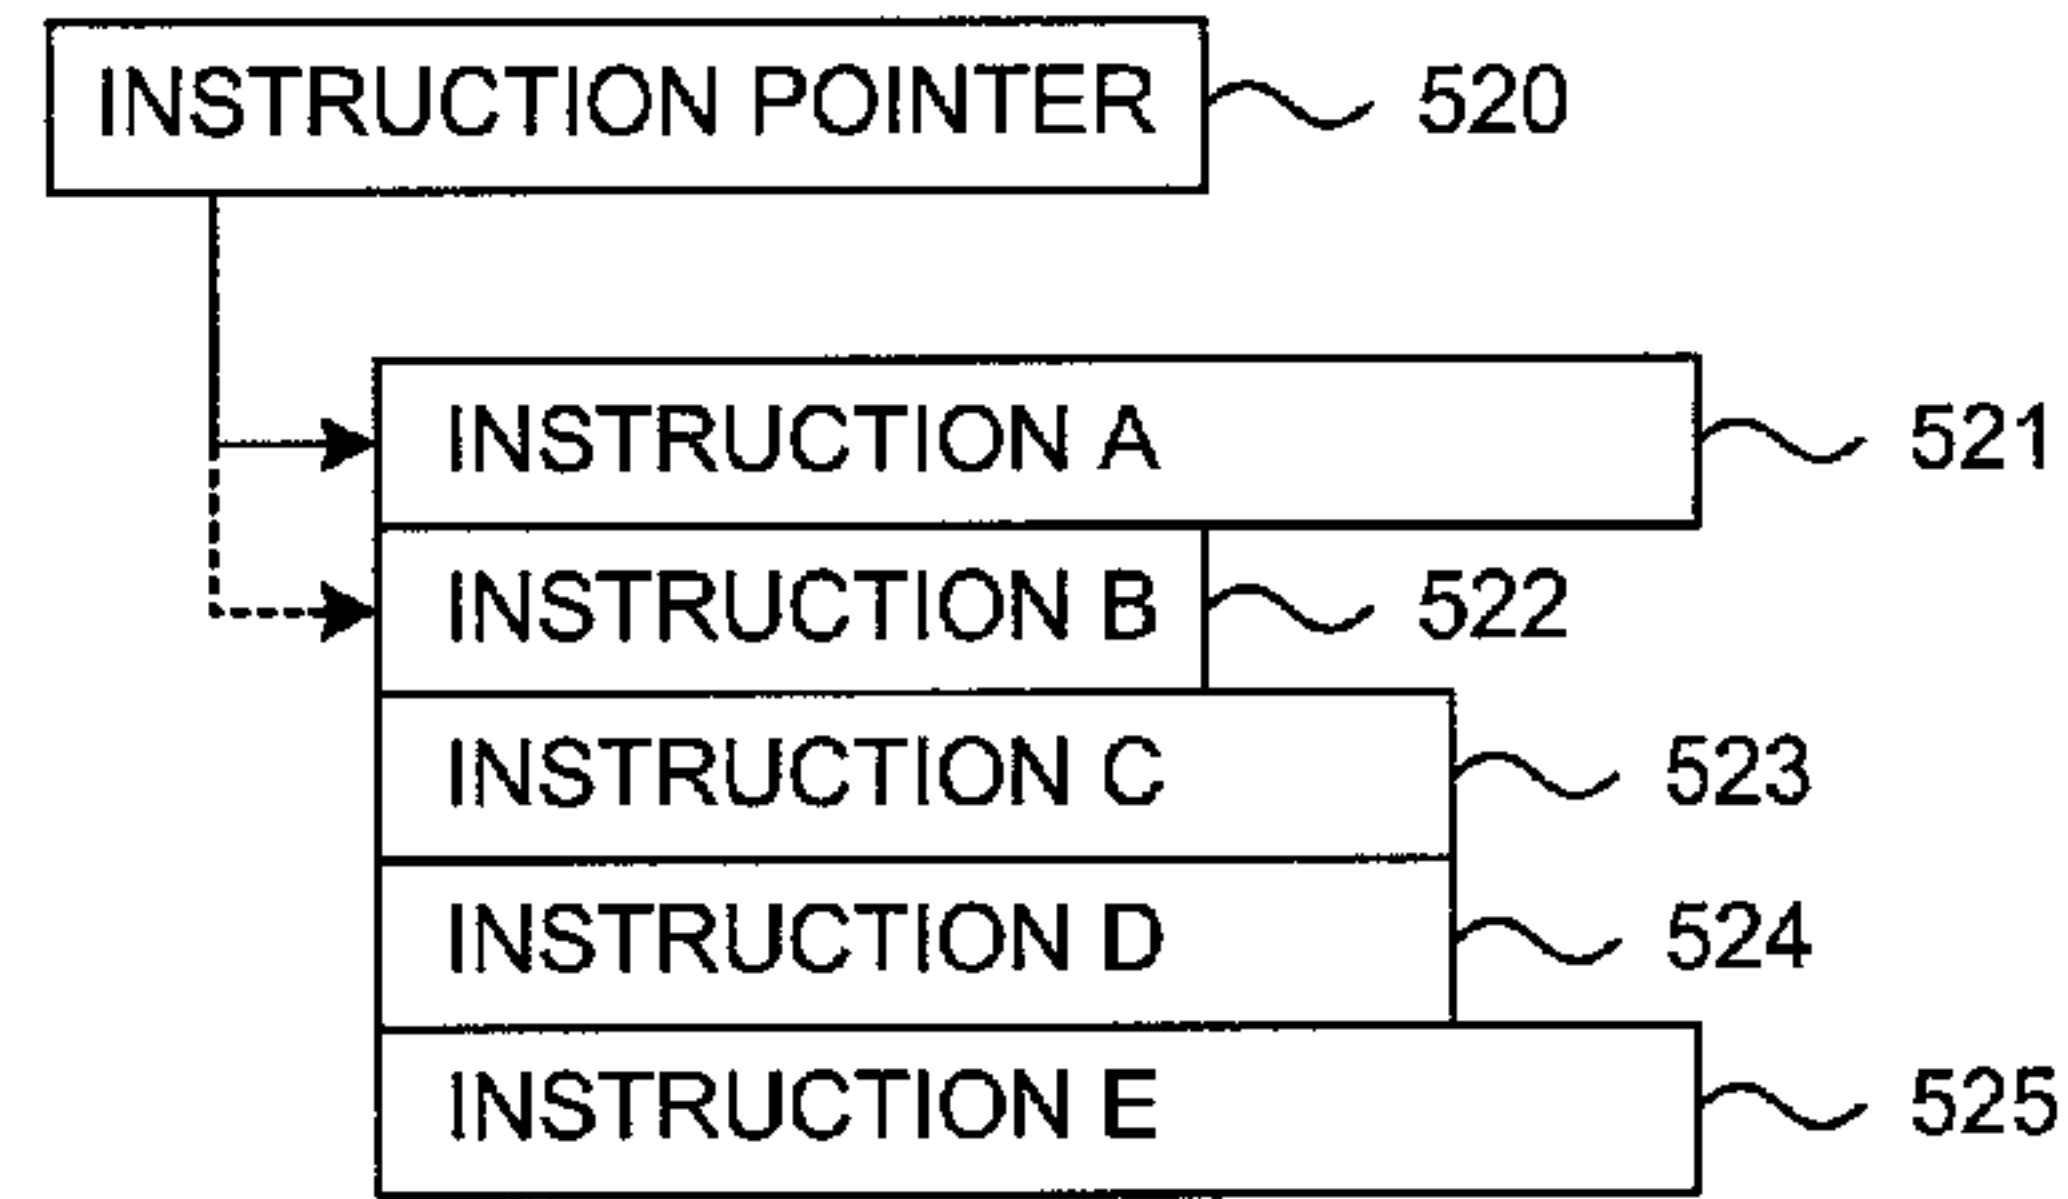 INSTRUCTION POINTER 520
INSTRUCTION A 521
INSTRUCTION B 522
INSTRUCTION C 523
INSTRUCTION D 524
INSTRUCTION E 525